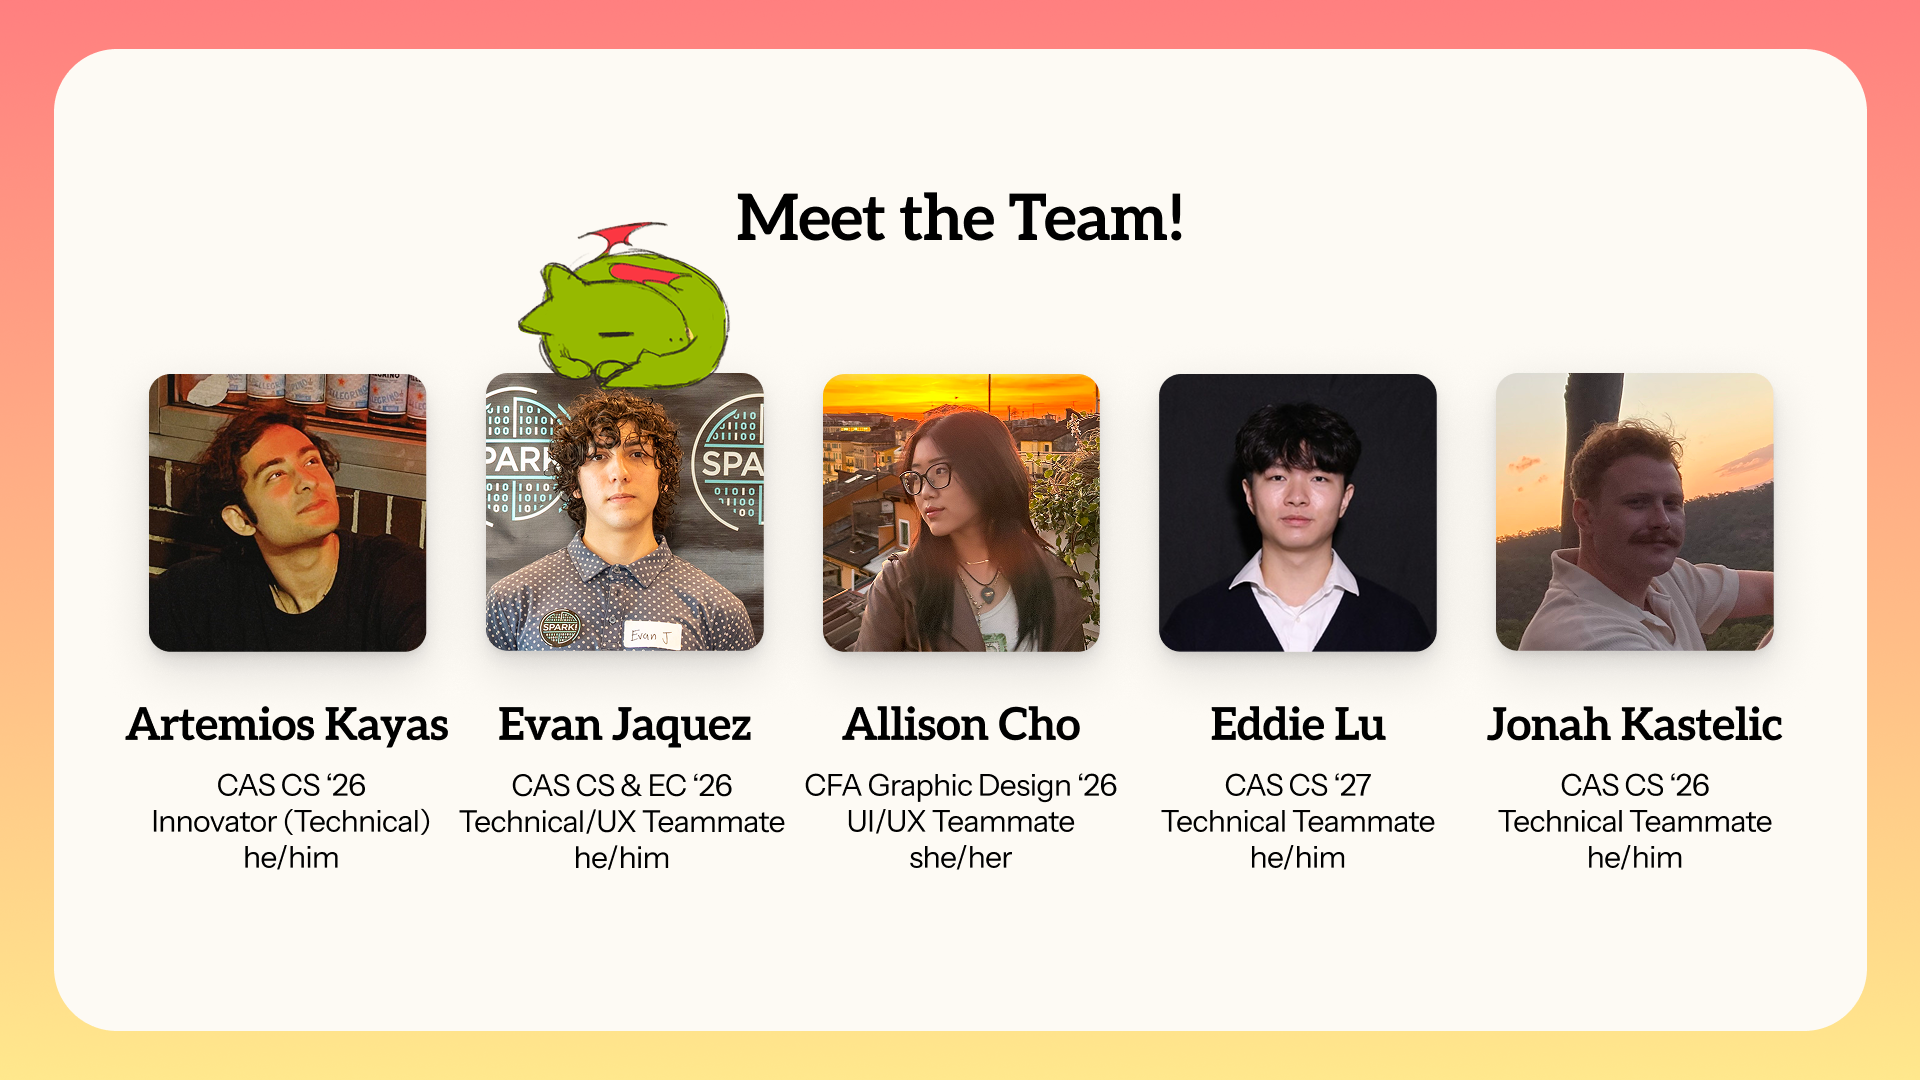 Meet the Team!
PARK
SPA
SPARK!
Evan J
Artemios Kayas
CAS CS ‘26
Innovator (Technical)
he/him
Evan Jaquez
CAS CS & EC ‘26
Technical/UX Teammate
he/him
Allison Cho
CFA Graphic Design ‘26
UI/UX Teammate
she/her
Eddie Lu
CAS CS ‘27
Technical Teammate
he/him
Jonah Kastelic
CAS CS ‘26
Technical Teammate
he/him